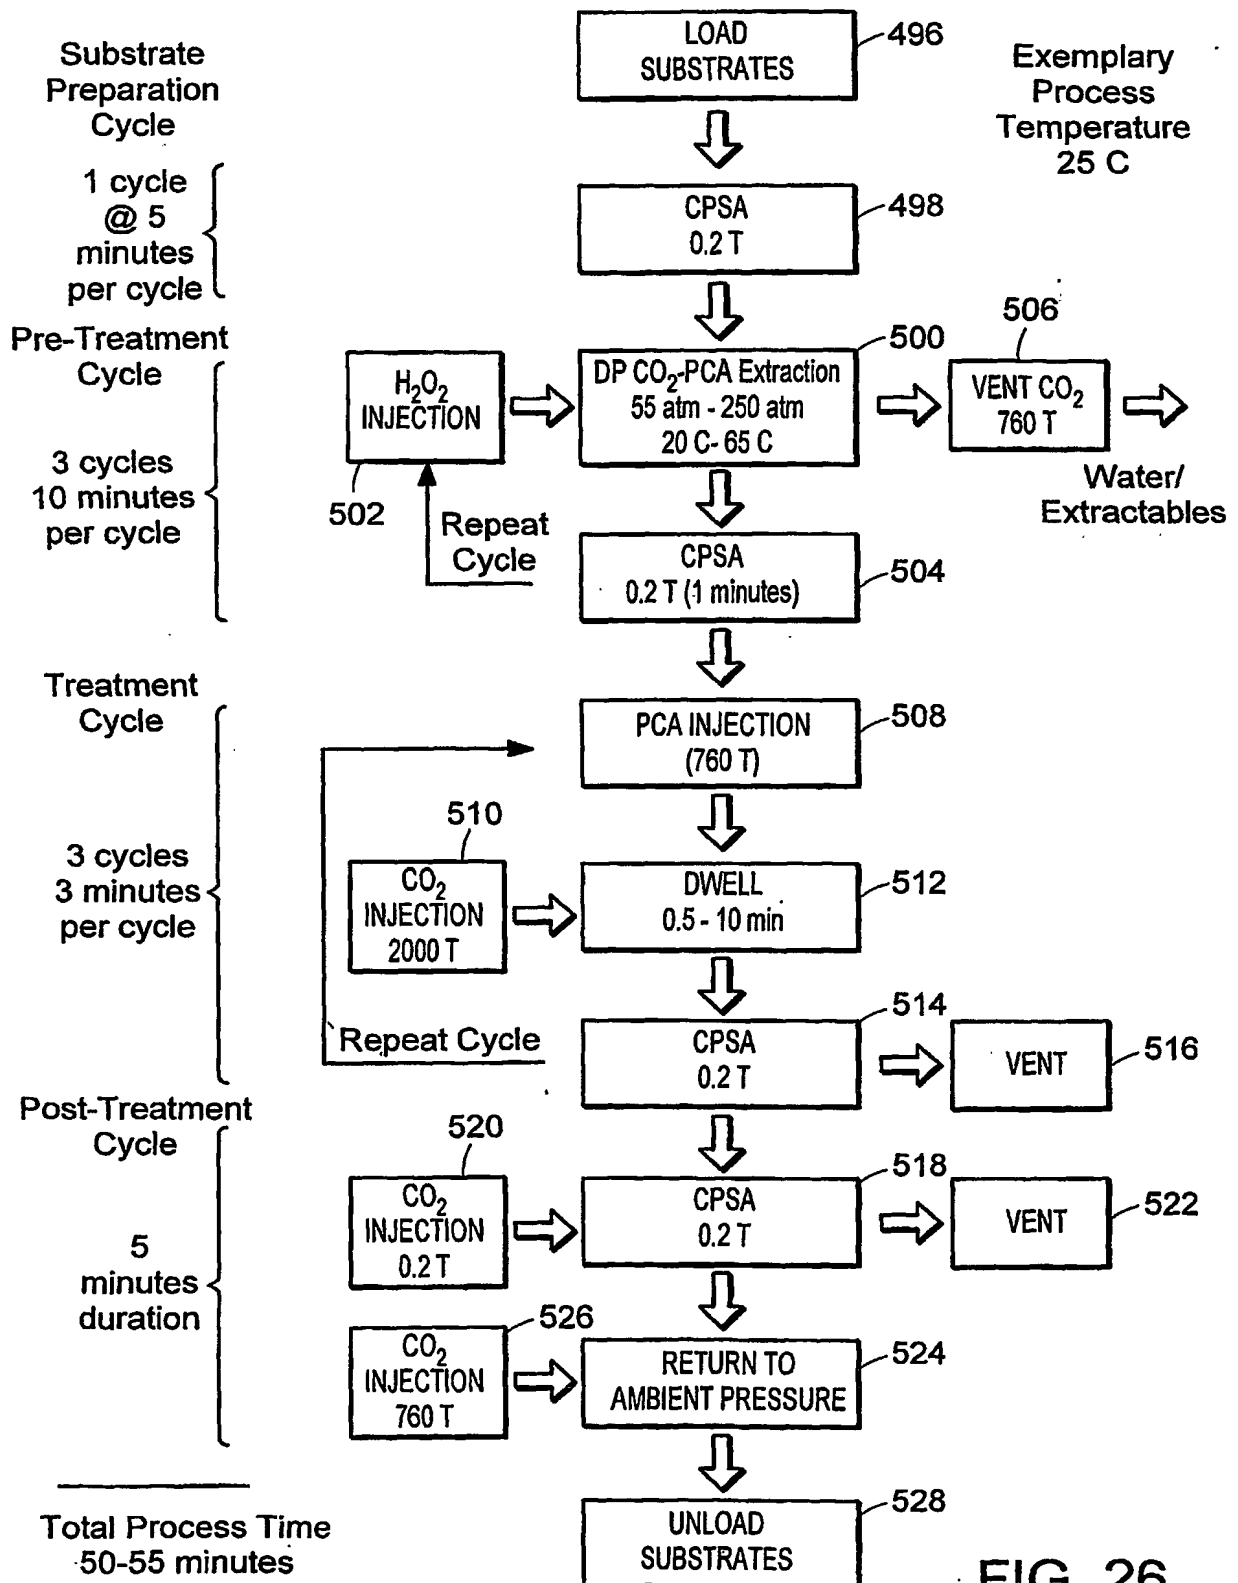 LOAD
SUBSTRATES
496
Substrate
Preparation
Cycle
Exemplary
Process
Temperature
25 C
1 cycle
@ 5
minutes
per cycle
CPSA
0.2 T
498
Pre-Treatment
Cycle
3 cycles
10 minutes
per cycle
H₂O₂
INJECTION
502
DP CO₂-PCA Extraction
55 atm - 250 atm
20 C- 65 C
500
506
VENT CO₂
760 T
Water/
Extractables
Repeat
Cycle
CPSA
0.2 T (1 minutes)
504
Treatment
Cycle
3 cycles
3 minutes
per cycle
PCA INJECTION
(760 T)
508
510
CO₂
INJECTION
2000 T
DWELL
0.5 - 10 min
512
Repeat Cycle
CPSA
0.2 T
514
VENT
516
Post-Treatment
Cycle
5
minutes
duration
520
CO₂
INJECTION
0.2 T
CPSA
0.2 T
518
VENT
522
526
CO₂
INJECTION
760 T
RETURN TO
AMBIENT PRESSURE
524
Total Process Time
50-55 minutes
UNLOAD
SUBSTRATES
528
FIG. 26